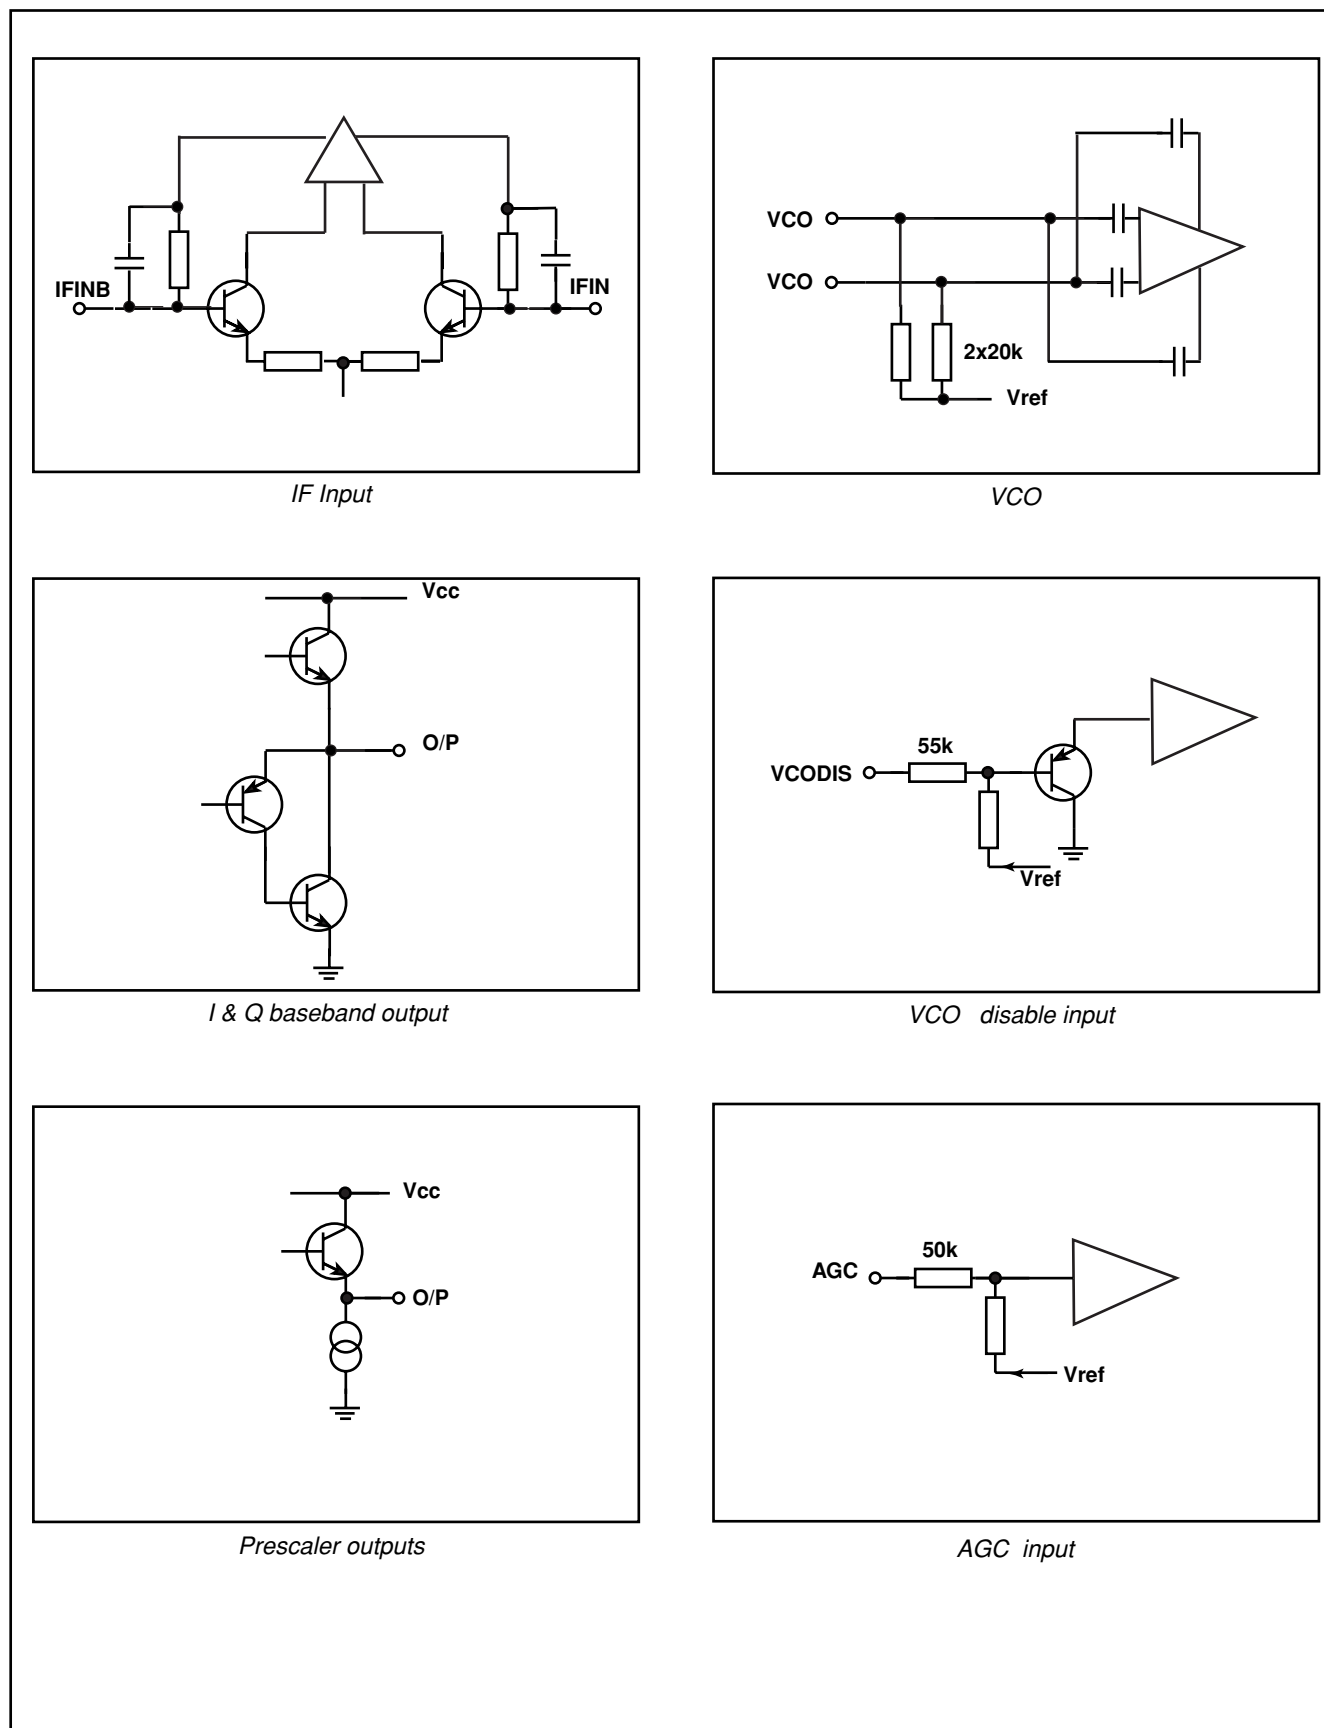 IFINB
IFIN
IF Input
VCO
VCO
2x20k
Vref
VCO
Vcc
O/P
I & Q baseband output
55k
VCODIS
Vref
VCO disable input
Vcc
O/P
Prescaler outputs
50k
AGC
Vref
AGC input